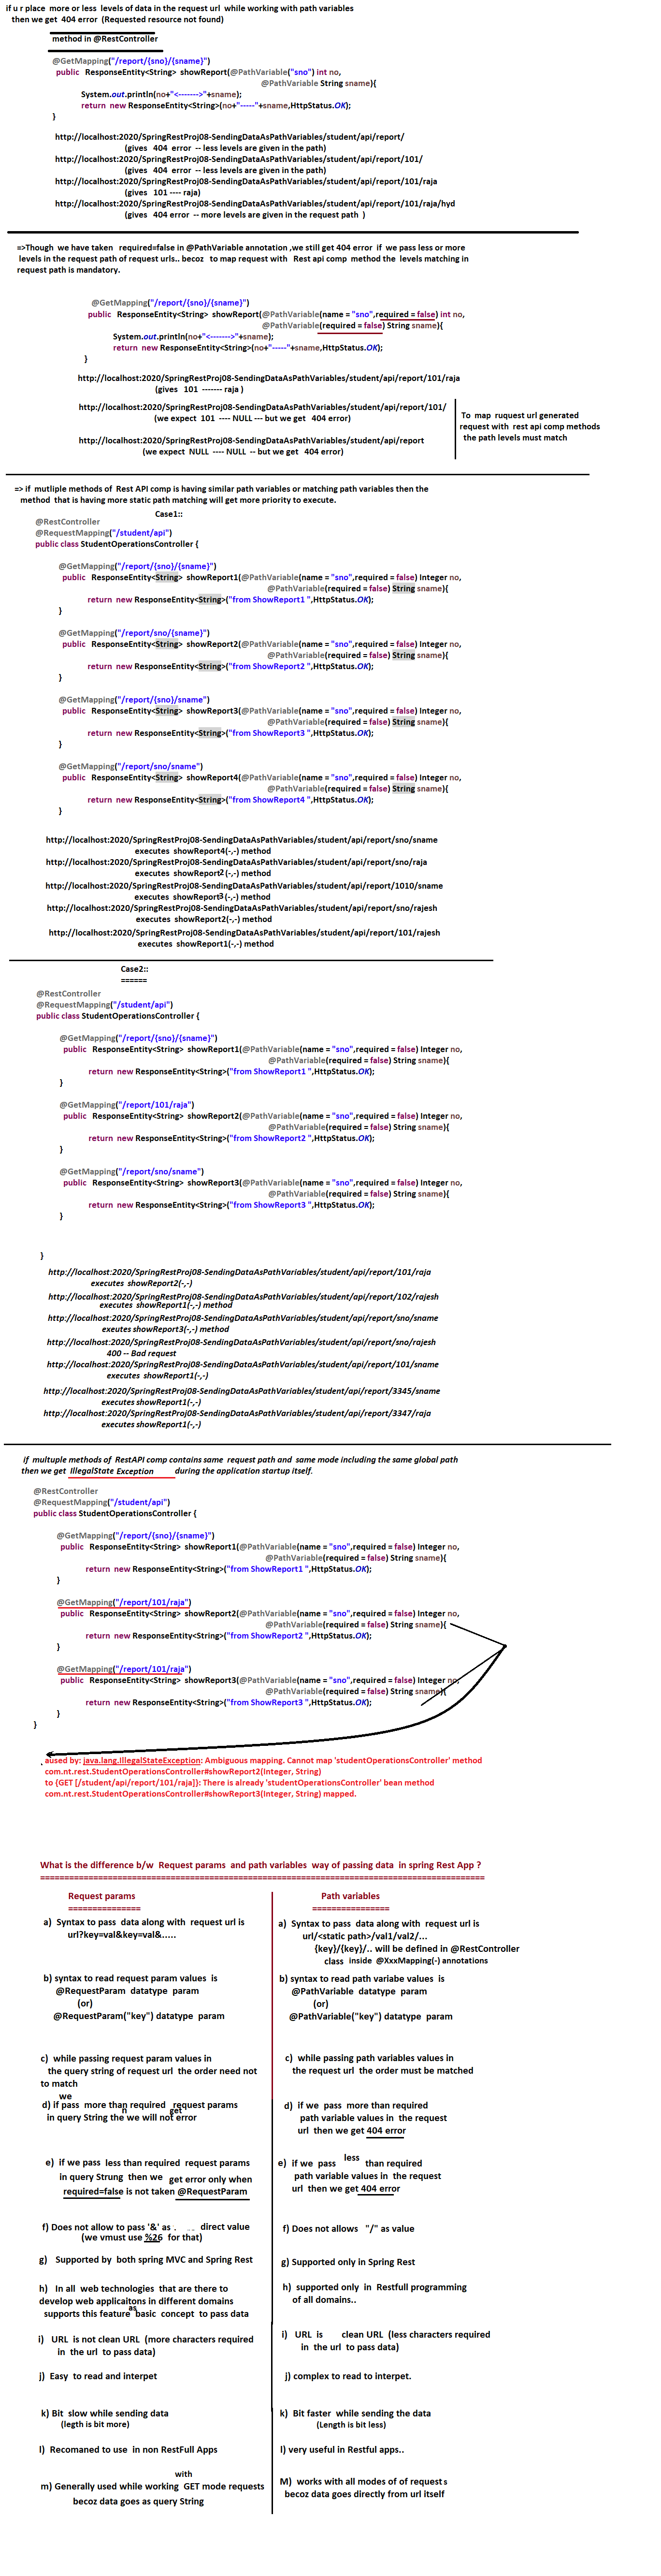 if u r place  more or less  levels of data in the request url  while working with path variables
then we get  404 error  (Requested resource not found)
method in @RestController
@GetMapping("/report/{sno}/{sname}")
public  ResponseEntity<String>  showReport(@PathVariable("sno") int no,
@PathVariable String sname){
System.out.println(no+"<------->"+sname);
return  new ResponseEntity<String>(no+"-----"+sname,HttpStatus.OK);
}
http://localhost:2020/SpringRestProj08-SendingDataAsPathVariables/student/api/report/
(gives  404  error  -- less levels are given in the path)
http://localhost:2020/SpringRestProj08-SendingDataAsPathVariables/student/api/report/101/
(gives  404  error  -- less levels are given in the path)
http://localhost:2020/SpringRestProj08-SendingDataAsPathVariables/student/api/report/101/raja
(gives  101 ---- raja)
http://localhost:2020/SpringRestProj08-SendingDataAsPathVariables/student/api/report/101/raja/hyd
(gives  404 error  -- more levels are given in the request path  )
=>Though  we have taken  required=false in @PathVariable annotation ,we still get 404 error  if  we pass less or more
levels in the request path of request urls.. becoz  to map request with  Rest api comp  method the  levels matching in
request path is mandatory.
@GetMapping("/report/{sno}/{sname}")
public  ResponseEntity<String>  showReport(@PathVariable(name = "sno",required = false) int no,
@PathVariable(required = false) String sname){
System.out.println(no+"<------->"+sname);
return  new ResponseEntity<String>(no+"-----"+sname,HttpStatus.OK);
}
http://localhost:2020/SpringRestProj08-SendingDataAsPathVariables/student/api/report/101/raja
(gives  101  ------- raja )
http://localhost:2020/SpringRestProj08-SendingDataAsPathVariables/student/api/report/101/
(we expect  101  ---- NULL --- but we get  404 error)
http://localhost:2020/SpringRestProj08-SendingDataAsPathVariables/student/api/report
(we expect  NULL  ---- NULL  -- but we get  404 error)
To  map  ruquest url generated
request with  rest api comp methods
the path levels must match
=> if  mutliple methods of  Rest API comp is having similar path variables or matching path variables then the
method  that is having more static path matching will get more priority to execute.
Case1::
@RestController
@RequestMapping("/student/api")
public class StudentOperationsController {
@GetMapping("/report/{sno}/{sname}")
public  ResponseEntity<String>  showReport1(@PathVariable(name = "sno",required = false) Integer no,
@PathVariable(required = false) String sname){
return  new ResponseEntity<String>("from ShowReport1 ",HttpStatus.OK);
}
@GetMapping("/report/sno/{sname}")
public  ResponseEntity<String>  showReport2(@PathVariable(name = "sno",required = false) Integer no,
@PathVariable(required = false) String sname){
return  new ResponseEntity<String>("from ShowReport2 ",HttpStatus.OK);
}
@GetMapping("/report/{sno}/sname")
public  ResponseEntity<String>  showReport3(@PathVariable(name = "sno",required = false) Integer no,
@PathVariable(required = false) String sname){
return  new ResponseEntity<String>("from ShowReport3 ",HttpStatus.OK);
}
@GetMapping("/report/sno/sname")
public  ResponseEntity<String>  showReport4(@PathVariable(name = "sno",required = false) Integer no,
@PathVariable(required = false) String sname){
return  new ResponseEntity<String>("from ShowReport4 ",HttpStatus.OK);
}
http://localhost:2020/SpringRestProj08-SendingDataAsPathVariables/student/api/report/sno/sname
executes  showReport4(-,-) method
http://localhost:2020/SpringRestProj08-SendingDataAsPathVariables/student/api/report/sno/raja
executes  showReport2(-,-) method
http://localhost:2020/SpringRestProj08-SendingDataAsPathVariables/student/api/report/1010/sname
executes  showReport3(-,-) method
http://localhost:2020/SpringRestProj08-SendingDataAsPathVariables/student/api/report/sno/rajesh
executes showReport2(-,-) method
http://localhost:2020/SpringRestProj08-SendingDataAsPathVariables/student/api/report/101/rajesh
executes  showReport1(-,-) method
Case2::
======
@RestController
@RequestMapping("/student/api")
public class StudentOperationsController {
@GetMapping("/report/{sno}/{sname}")
public  ResponseEntity<String>  showReport1(@PathVariable(name = "sno",required = false) Integer no,
@PathVariable(required = false) String sname){
return  new ResponseEntity<String>("from ShowReport1 ",HttpStatus.OK);
}
@GetMapping("/report/101/raja")
public  ResponseEntity<String>  showReport2(@PathVariable(name = "sno",required = false) Integer no,
@PathVariable(required = false) String sname){
return  new ResponseEntity<String>("from ShowReport2 ",HttpStatus.OK);
}
@GetMapping("/report/sno/sname")
public  ResponseEntity<String>  showReport3(@PathVariable(name = "sno",required = false) Integer no,
@PathVariable(required = false) String sname){
return  new ResponseEntity<String>("from ShowReport3 ",HttpStatus.OK);
}
}
http://localhost:2020/SpringRestProj08-SendingDataAsPathVariables/student/api/report/101/raja
executes  showReport2(-,-)
http://localhost:2020/SpringRestProj08-SendingDataAsPathVariables/student/api/report/102/rajesh
executes  showReport1(-,-) method
http://localhost:2020/SpringRestProj08-SendingDataAsPathVariables/student/api/report/sno/sname
exeutes showReport3(-,-) method
http://localhost:2020/SpringRestProj08-SendingDataAsPathVariables/student/api/report/sno/rajesh
400 -- Bad request
http://localhost:2020/SpringRestProj08-SendingDataAsPathVariables/student/api/report/101/sname
executes  showReport1(-,-)
http://localhost:2020/SpringRestProj08-SendingDataAsPathVariables/student/api/report/3345/sname
executes showReport1(-,-)
http://localhost:2020/SpringRestProj08-SendingDataAsPathVariables/student/api/report/3347/raja
executes showReport1(-,-)
if  multuple methods of  RestAPI comp contains same  request path and  same mode including the same global path
then we get  IllegalState Exception  during the application startup itself.
@RestController
@RequestMapping("/student/api")
public class StudentOperationsController {
@GetMapping("/report/{sno}/{sname}")
public  ResponseEntity<String>  showReport1(@PathVariable(name = "sno",required = false) Integer no,
@PathVariable(required = false) String sname){
return  new ResponseEntity<String>("from ShowReport1 ",HttpStatus.OK);
}
@GetMapping("/report/101/raja")
public  ResponseEntity<String>  showReport2(@PathVariable(name = "sno",required = false) Integer no,
@PathVariable(required = false) String sname){
return  new ResponseEntity<String>("from ShowReport2 ",HttpStatus.OK);
}
@GetMapping("/report/101/raja")
public  ResponseEntity<String>  showReport3(@PathVariable(name = "sno",required = false) Integer no,
@PathVariable(required = false) String sname){
return  new ResponseEntity<String>("from ShowReport3 ",HttpStatus.OK);
}
}
aused by: java.lang.IllegalStateException: Ambiguous mapping. Cannot map 'studentOperationsController' method
com.nt.rest.StudentOperationsController#showReport2(Integer, String)
to {GET [/student/api/report/101/raja]}: There is already 'studentOperationsController' bean method
com.nt.rest.StudentOperationsController#showReport3(Integer, String) mapped.
What is the difference b/w  Request params  and path variables  way of passing data  in spring Rest App ?
=====================================================================================
Request params
===============
a)  Syntax to pass  data along with  request url is
url?key=val&key=val&.....
b) syntax to read request param values  is
@RequestParam  datatype  param
(or)
@RequestParam("key") datatype  param
c)  while passing request param values in
the query string of request url  the order need not
to match
we
d) if pass  more than required  request params
in query String the we will not error
n
get
e)  if we pass  less than required  request params
in query Strung  then we  get error only when
required=false is not taken @RequestParam
f) Does not allow to pass '&' as  direct value
(we vmust use %26  for that)
g)  Supported by  both spring MVC and Spring Rest
h)  In all  web technologies  that are there to
develop web applicaitons in different domains
supports this feature  basic  concept  to pass data
as
i)  URL  is not clean URL  (more characters required
in  the url  to pass data)
j)  Easy  to read and interpet
k) Bit  slow while sending data
(legth is bit more)
l)  Recomaned to use  in non RestFull Apps
with
m) Generally used while working  GET mode requests
becoz data goes as query String
Path variables
================
a)  Syntax to pass  data along with  request url is
url/<static path>/val1/val2/...
{key}/{key}/.. will be defined in @RestController
class  inside  @XxxMapping(-) annotations
b) syntax to read path variabe values  is
@PathVariable  datatype  param
(or)
@PathVariable("key") datatype  param
c)  while passing path variables values in
the request url  the order must be matched
d)  if we  pass  more than required
path variable values in  the request
url  then we get 404 error
less
e)  if we pass  than required
path variable values in  the request
url  then we get 404 error
f) Does not allows  "/" as value
g) Supported only in Spring Rest
h)  supported only  in  Restfull programming
of all domains..
i)  URL  is  clean URL  (less characters required
in  the url  to pass data)
j) complex to read to interpet.
k)  Bit faster  while sending the data
(Length is bit less)
l) very useful in Restful apps..
M)  works with all modes of of requests
becoz data goes directly from url itself